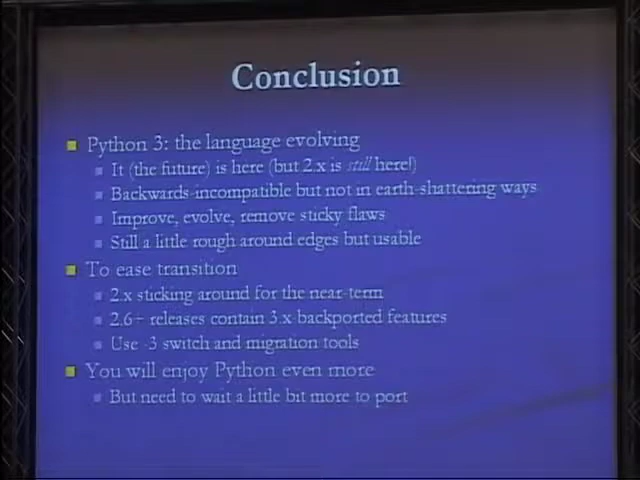 Conclusion
Python 3: the language evolving
It (the future) is here (but 2.x is still here!)
Backwards-incompatible but not in earth-shattering ways
Improve, evolve, remove sticky flaws
Still a little rough around edges but usable
To ease transition
2.x sticking around for the near-term
2.6+ releases contain 3.x-backported features
Use -3 switch and migration tools
You will enjoy Python even more
But need to wait a little bit more to port